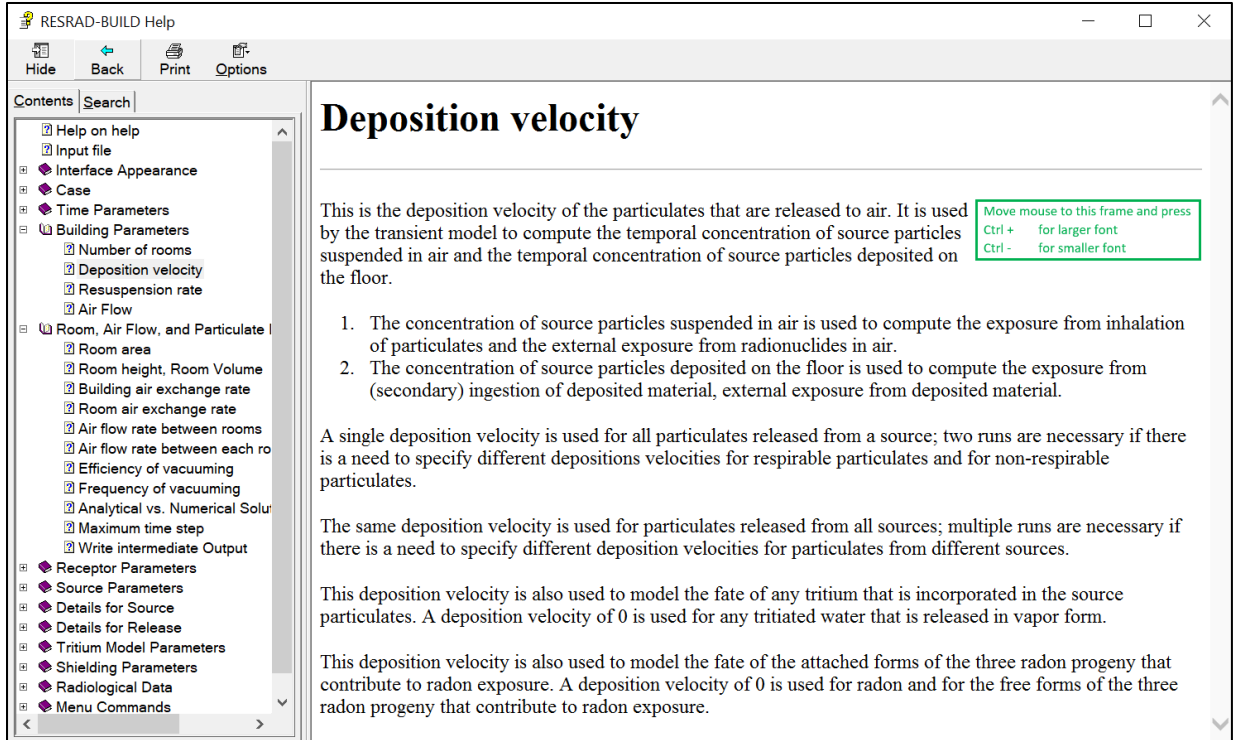 RESRAD-BUILD Help
Hide Back Print Options
Contents Search
Help on help
Input file
Interface Appearance
Case
Time Parameters
Building Parameters
Number of rooms
Deposition velocity
Resuspension rate
Air Flow
Room, Air Flow, and Particulate
Room area
Room height, Room Volume
Building air exchange rate
Room air exchange rate
Air flow rate between rooms
Air flow rate between each ro
Efficiency of vacuuming
Frequency of vacuuming
Analytical vs. Numerical Solu
Maximum time step
Write intermediate Output
Receptor Parameters
Source Parameters
Details for Source
Details for Release
Tritium Model Parameters
Shielding Parameters
Radiological Data
Menu Commands
Deposition velocity
This is the deposition velocity of the particulates that are released to air. It is used
by the transient model to compute the temporal concentration of source particles
suspended in air and the temporal concentration of source particles deposited on
the floor.
Move mouse to this frame and press
Ctrl + for larger font
Ctrl - for smaller font
1. The concentration of source particles suspended in air is used to compute the exposure from inhalation
of particulates and the external exposure from radionuclides in air.
2. The concentration of source particles deposited on the floor is used to compute the exposure from
(secondary) ingestion of deposited material, external exposure from deposited material.
A single deposition velocity is used for all particulates released from a source; two runs are necessary if there
is a need to specify different depositions velocities for respirable particulates and for non-respirable
particulates.
The same deposition velocity is used for particulates released from all sources; multiple runs are necessary if
there is a need to specify different deposition velocities for particulates from different sources.
This deposition velocity is also used to model the fate of any tritium that is incorporated in the source
particulates. A deposition velocity of 0 is used for any tritiated water that is released in vapor form.
This deposition velocity is also used to model the fate of the attached forms of the three radon progeny that
contribute to radon exposure. A deposition velocity of 0 is used for radon and for the free forms of the three
radon progeny that contribute to radon exposure.